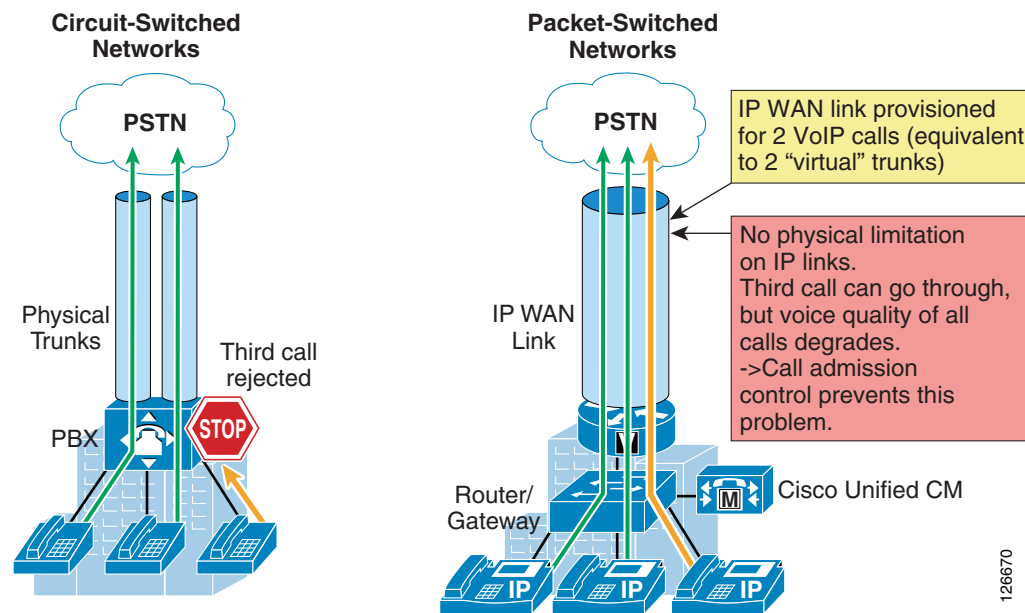 Circuit-Switched
Networks
PSTN
Physical
Trunks
Third call
rejected
PBX
STOP
Packet-Switched
Networks
PSTN
IP WAN link provisioned
for 2 VoIP calls (equivalent
to 2 “virtual” trunks)
No physical limitation
on IP links.
Third call can go through,
but voice quality of all
calls degrades.
->Call admission
control prevents this
problem.
IP WAN
Link
V
Router/
Gateway
M
Cisco Unified CM
IP
IP
IP
126670